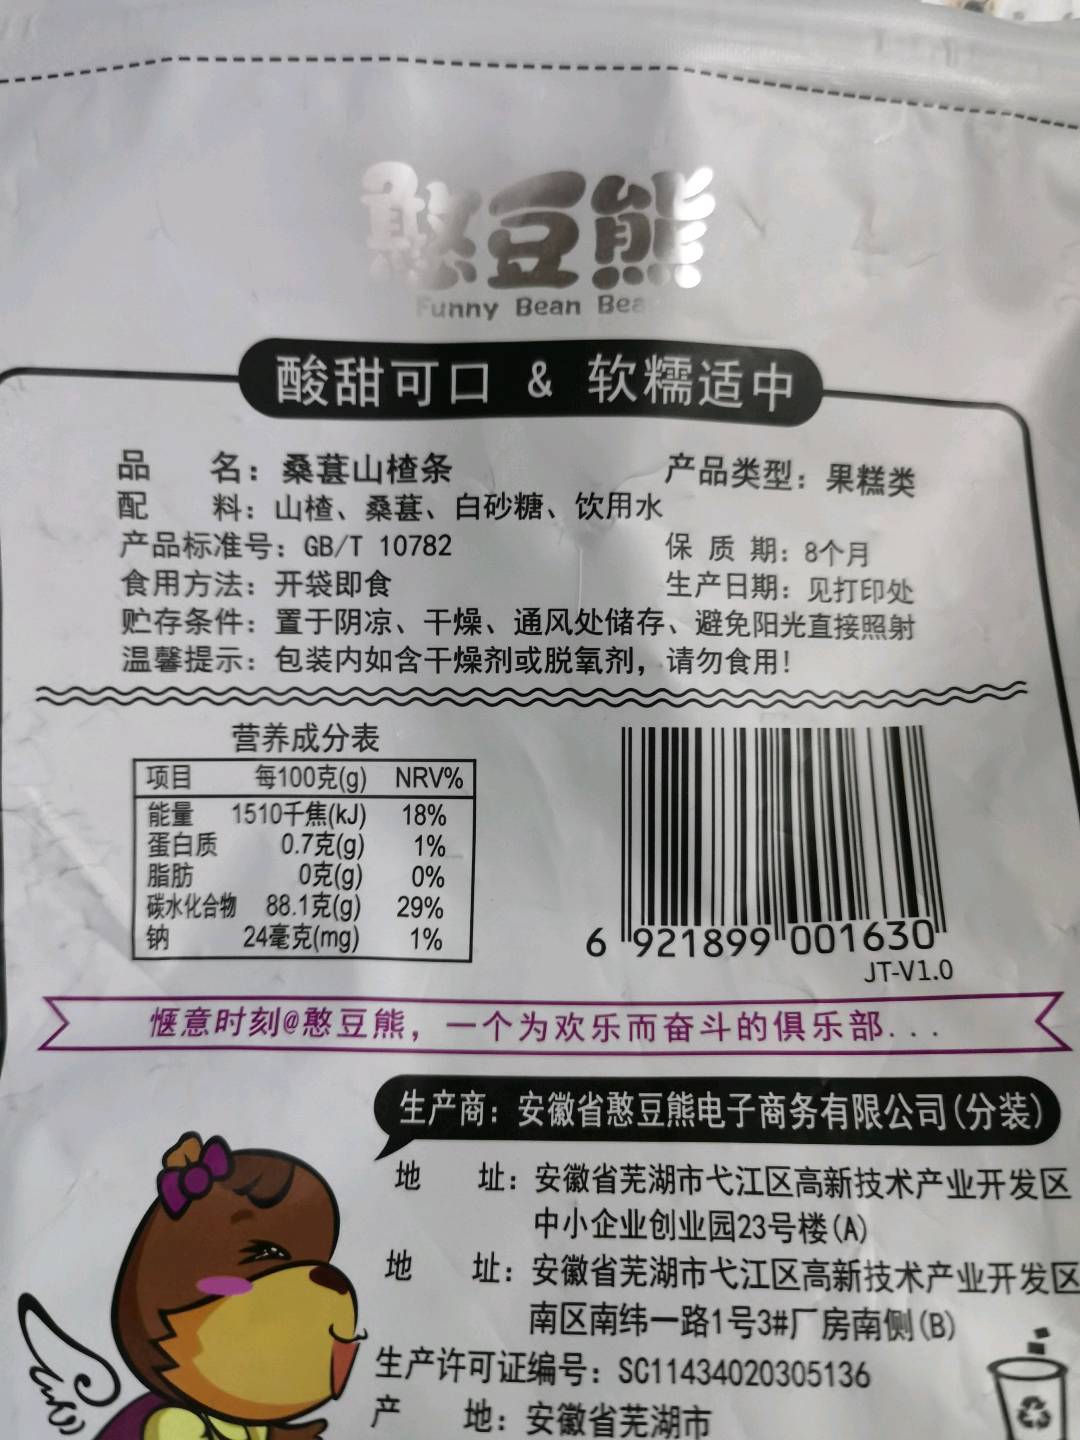 憨豆熊
Funny Bean Bea
酸甜可口 & 软糯适中
品 名：桑葚山楂条 产品类型：果糕类
配 料：山楂、桑葚、白砂糖、饮用水
产品标准号：GB/T 10782 保 质 期：8个月
食用方法：开袋即食 生产日期：见打印处
贮存条件：置于阴凉、干燥、通风处储存、避免阳光直接照射
温馨提示：包装内如含干燥剂或脱氧剂，请勿食用！
营养成分表
项目 每100克(g) NRV%
能量 1510千焦(kJ) 18%
蛋白质 0.7克(g) 1%
脂肪 0克(g) 0%
碳水化合物 88.1克(g) 29%
钠 24毫克(mg) 1%
6 921899 001630
JT-V1.0
惬意时刻@憨豆熊，一个为欢乐而奋斗的俱乐部...
生产商：安徽省憨豆熊电子商务有限公司(分装)
地 址：安徽省芜湖市弋江区高新技术产业开发区
中小企业创业园23号楼(A)
地 址：安徽省芜湖市弋江区高新技术产业开发区
南区南纬一路1号3#厂房南侧(B)
生产许可证编号：SC11434020305136
产 地：安徽省芜湖市